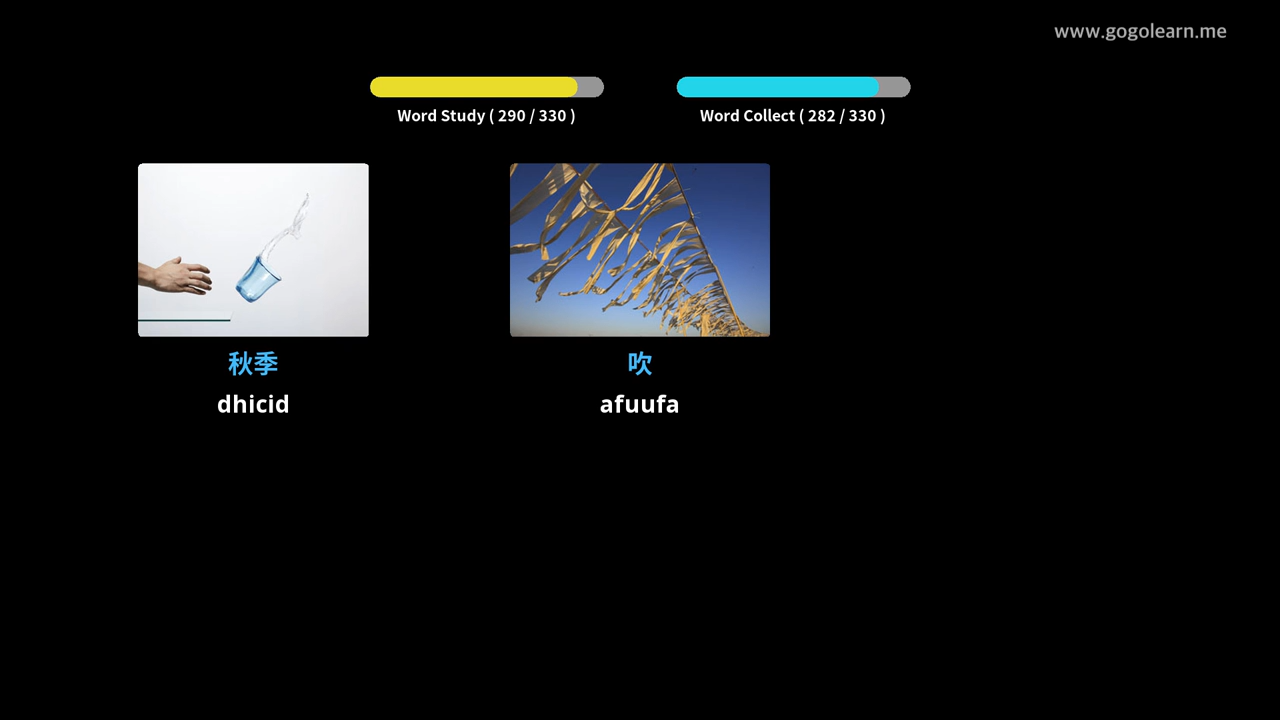 www.gogolearn.me
Word Study ( 290 / 330 )
Word Collect ( 282 / 330 )
秋季
dhicid
吹
afuufa